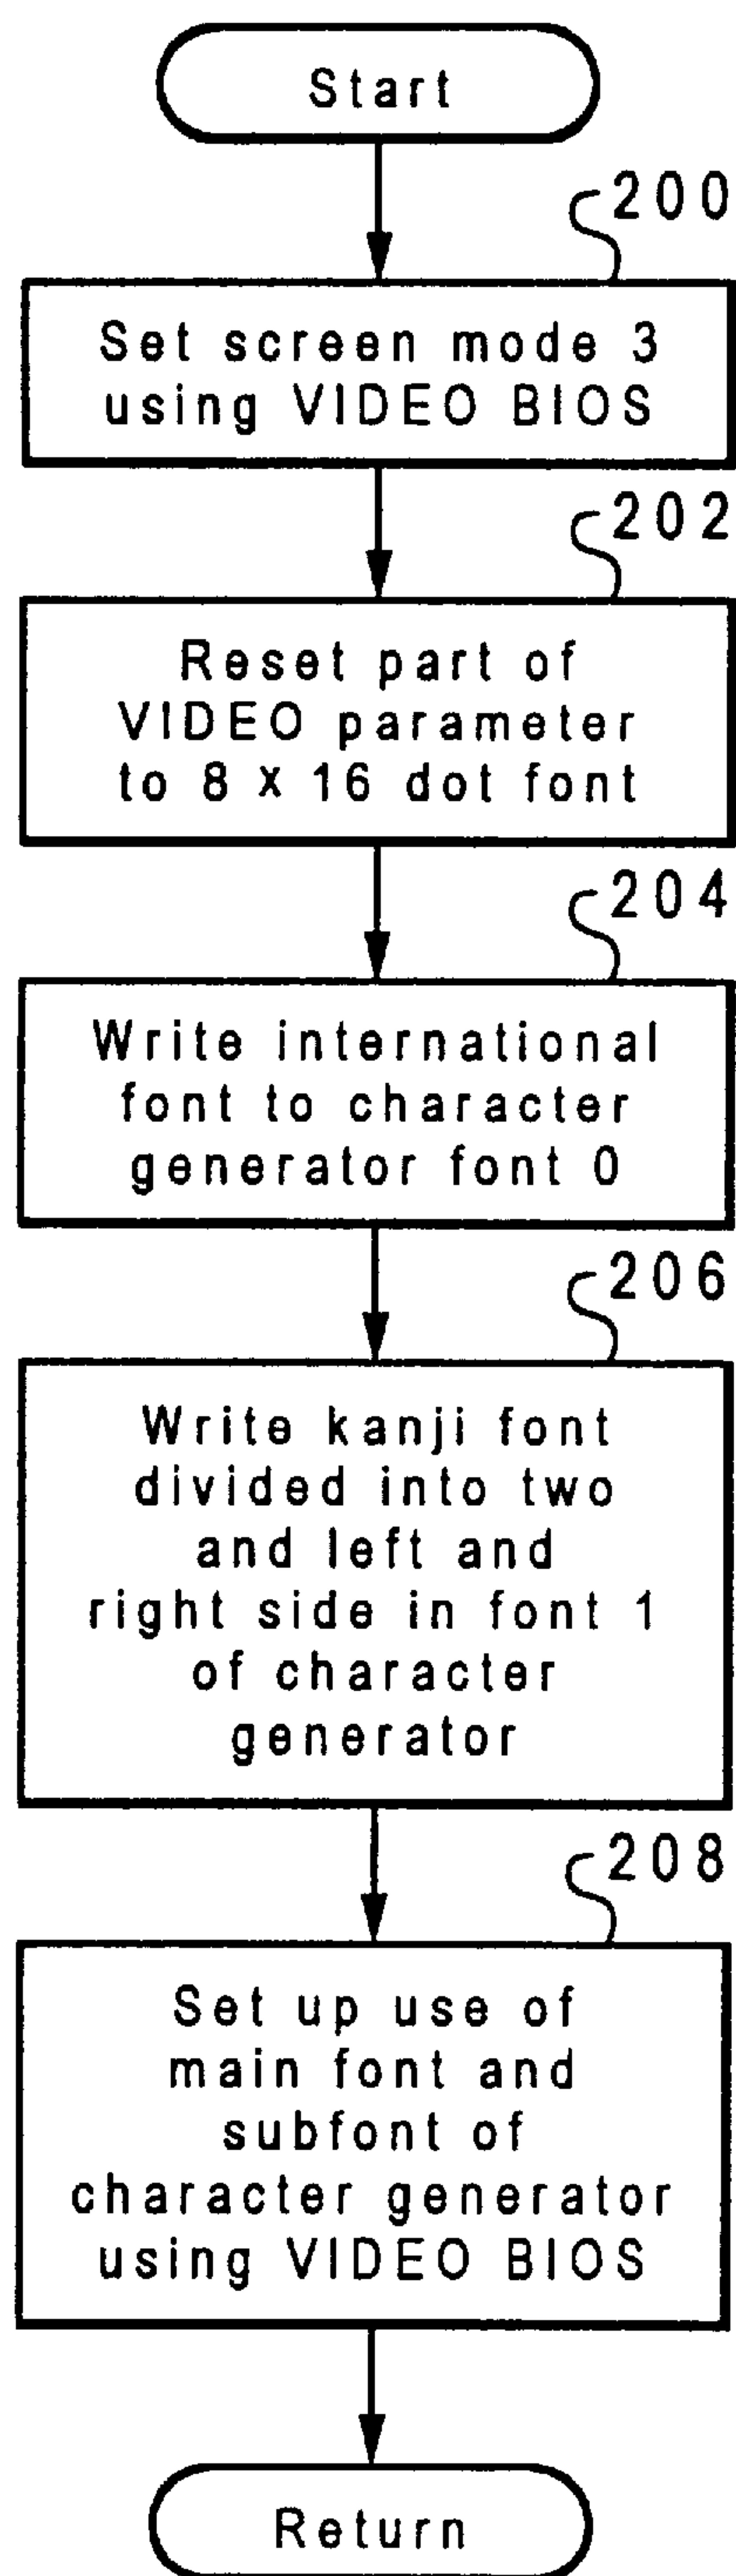 Start
200
Set screen mode 3
using VIDEO BIOS
202
Reset part of
VIDEO parameter
to 8 x 16 dot font
204
Write international
font to character
generator font 0
206
Write kanji font
divided into two
and left and
right side in font 1
of character
generator
208
Set up use of
main font and
subfont of
character generator
using VIDEO BIOS
Return